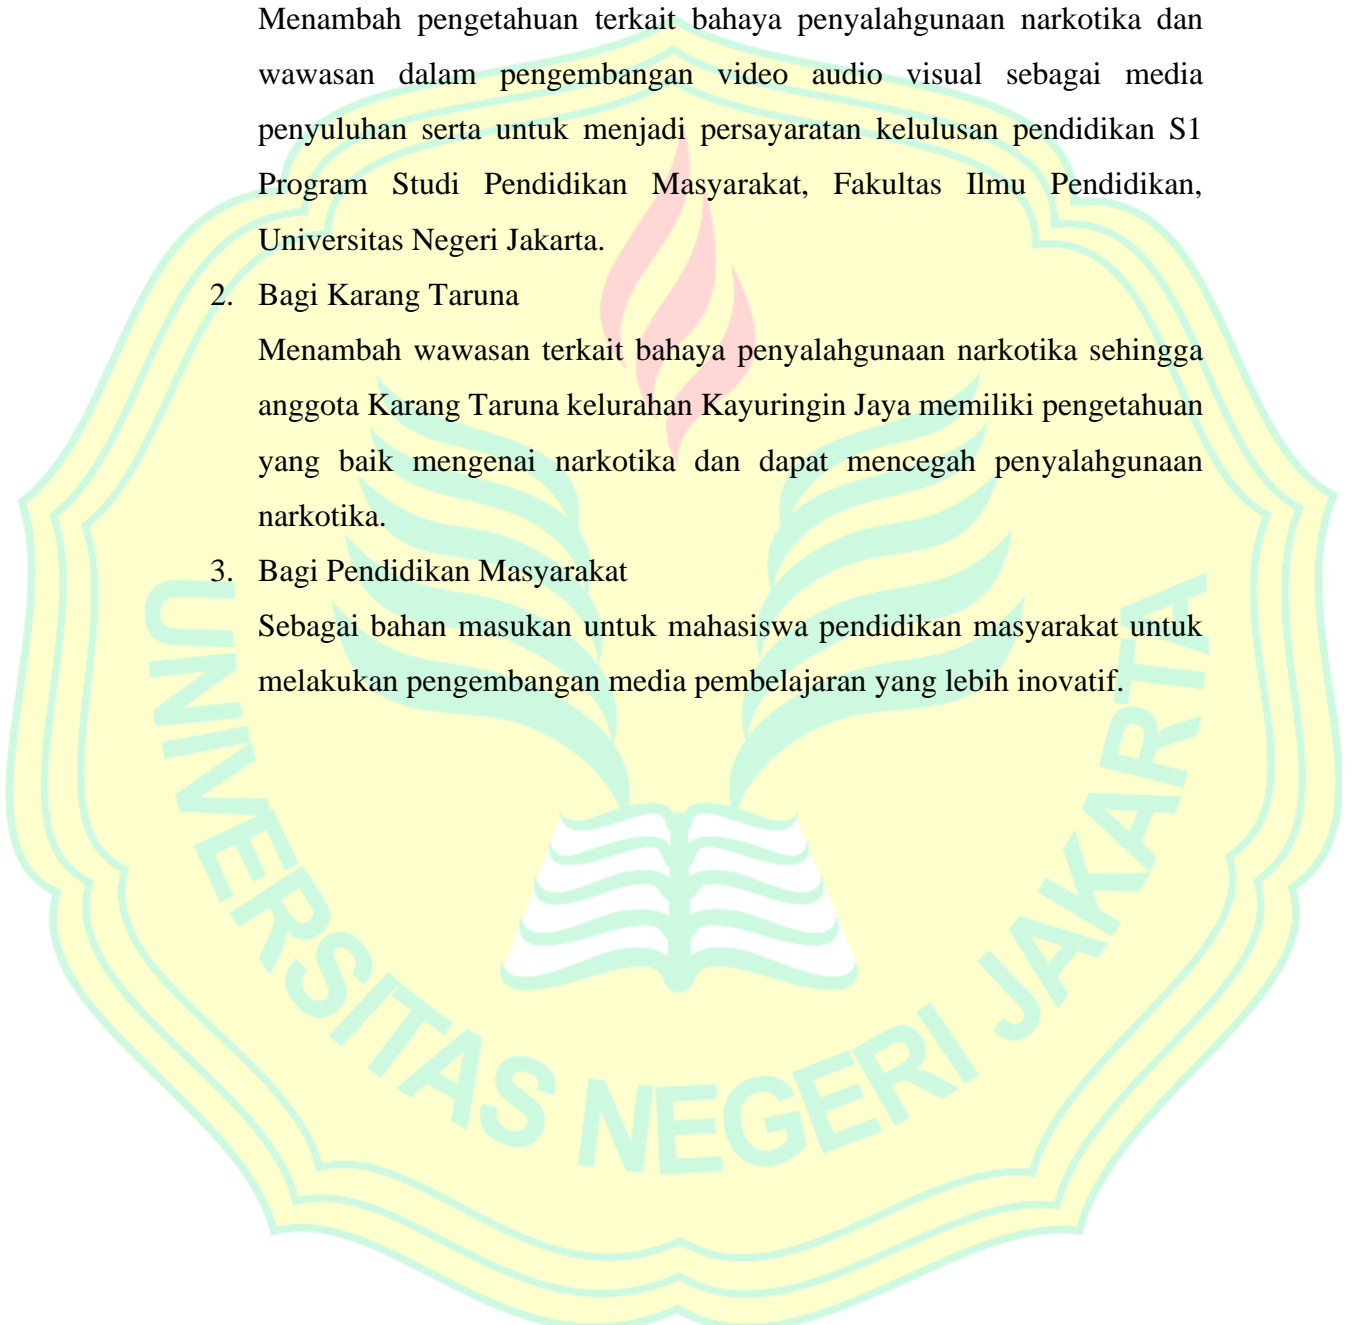 Menambah pengetahuan terkait bahaya penyalahgunaan narkotika dan
wawasan dalam pengembangan video audio visual sebagai media
penyuluhan serta untuk menjadi persayaratan kelulusan pendidikan S1
Program Studi Pendidikan Masyarakat, Fakultas Ilmu Pendidikan,
Universitas Negeri Jakarta.
2. Bagi Karang Taruna
Menambah wawasan terkait bahaya penyalahgunaan narkotika sehingga
anggota Karang Taruna kelurahan Kayuringin Jaya memiliki pengetahuan
yang baik mengenai narkotika dan dapat mencegah penyalahgunaan
narkotika.
3. Bagi Pendidikan Masyarakat
Sebagai bahan masukan untuk mahasiswa pendidikan masyarakat untuk
melakukan pengembangan media pembelajaran yang lebih inovatif.
UNIVERSITAS NEGERI JAKARTA